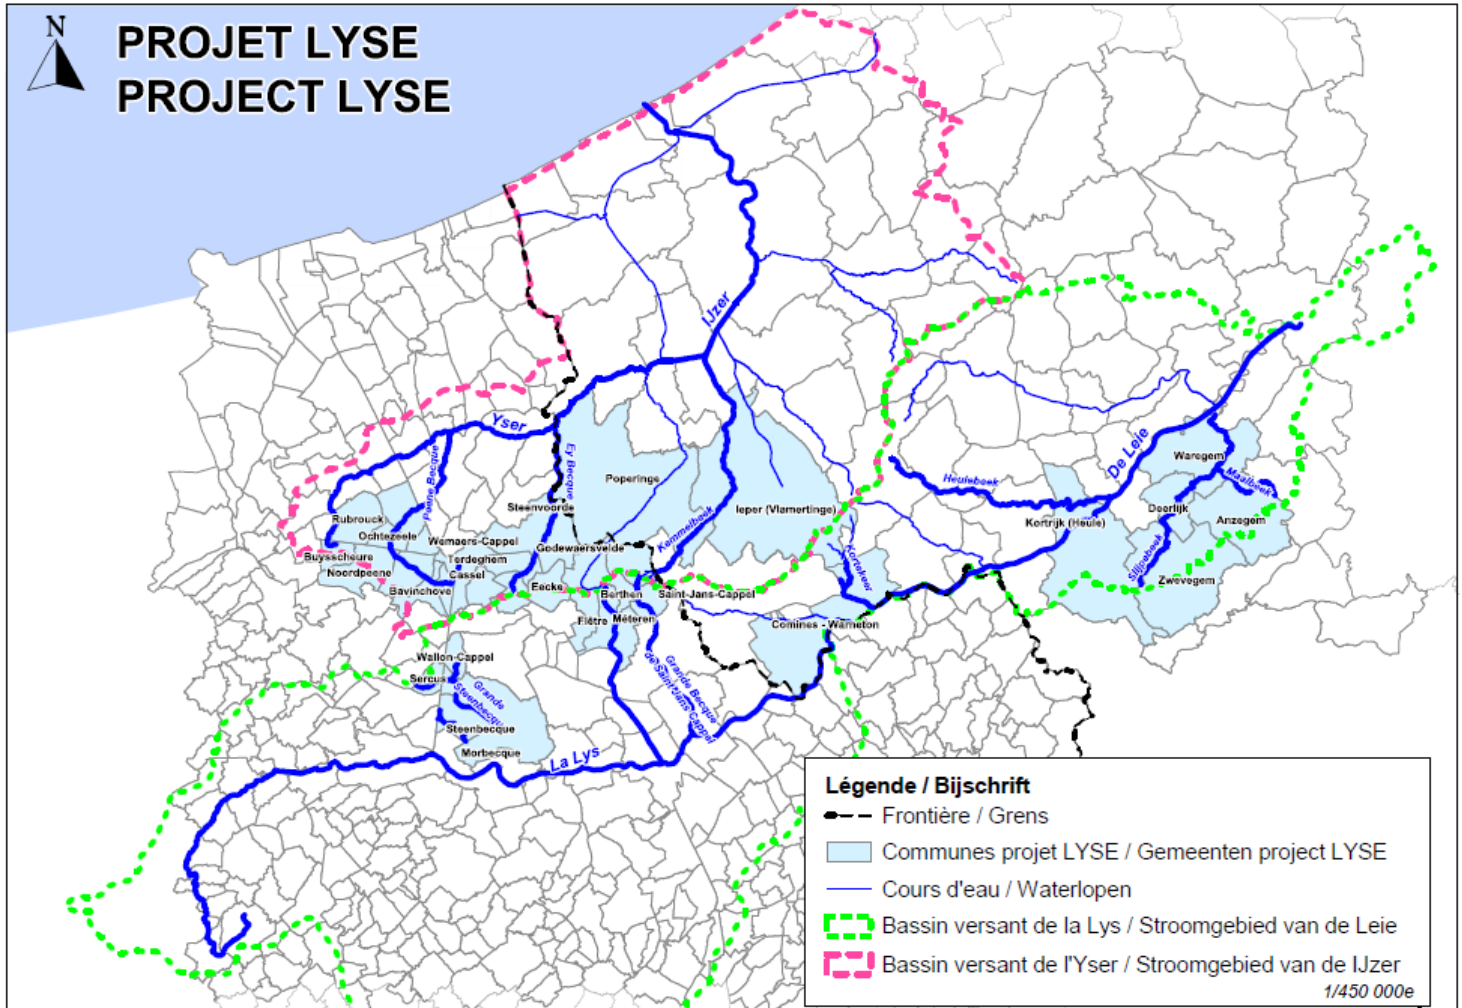 N
PROJET LYSE
PROJECT LYSE
IJzer
Yser
Peene Becque
Ey Becque
Poperinge
Steenvoorde
Kemmelbeek
Ieper (Vlamertinge)
Rubrouck
Ochtezeele
Wemaers-Cappel
Godewaersvelde
Buysscheure
Noordpeene
Terdeghem
Cassel
Bavinchove
Eecke
Berthen
Saint-Jans-Cappel
Flêtre
Méteren
Kortekeer
Comines - Warneton
De Leie
Heulebeek
Kortrijk (Heule)
Waregem
Maalbeek
Deerlijk
Anzegem
Slijpebeek
Zwevegem
Wallon-Cappel
Sercus
Grande
Steenbecque
Steenbecque
Morbecque
Grande Becque
de Saint Jans Cappel
La Lys
Légende / Bijschrift
Frontière / Grens
Communes projet LYSE / Gemeenten project LYSE
Cours d'eau / Waterlopen
Bassin versant de la Lys / Stroomgebied van de Leie
Bassin versant de l'Yser / Stroomgebied van de IJzer
1/450 000e